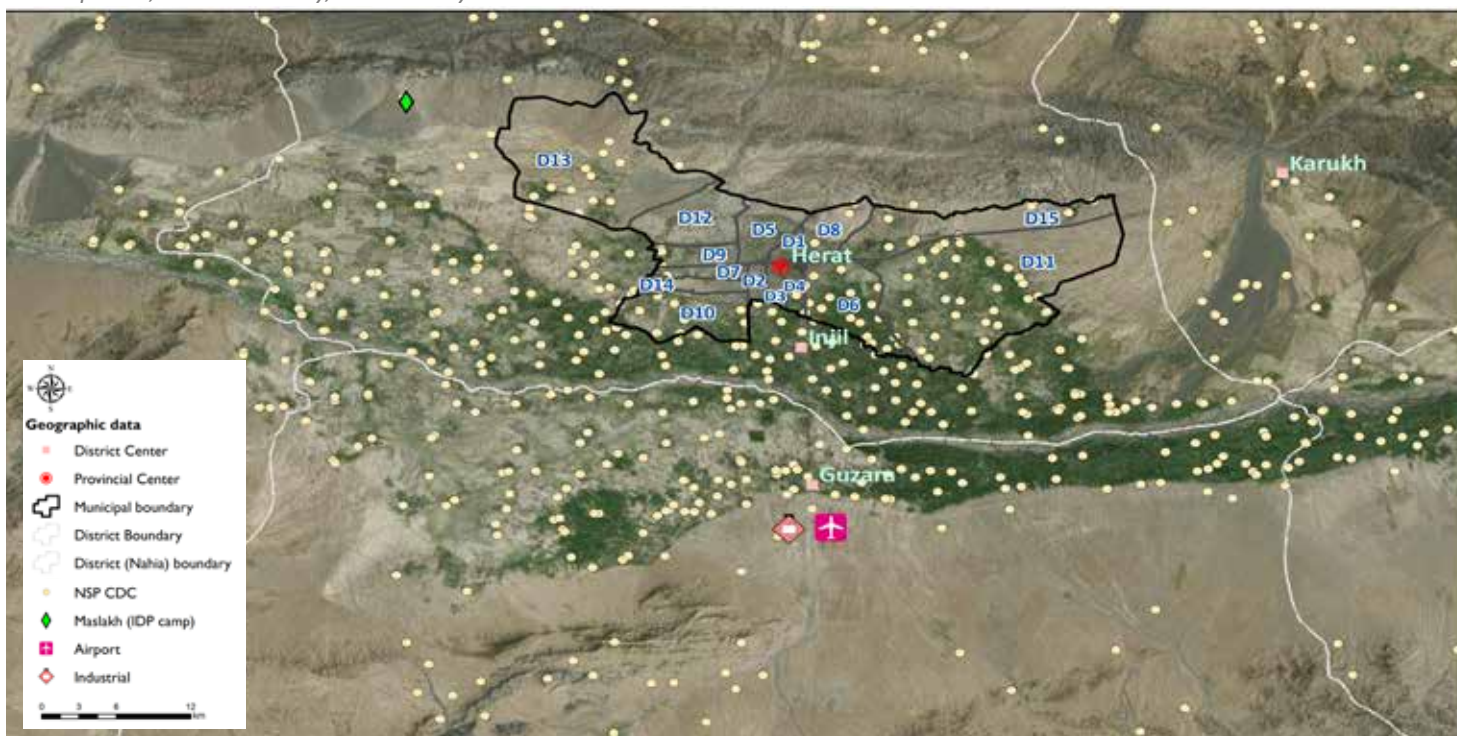 D13
Karukh
D12
D5
D8
D15
D1
Herat
D9
D11
D7
D2
D14
D4
D3
D6
D10
Injil
N
W
E
S
Geographic data
District Center
Provincial Center
Municipal boundary
District Boundary
District (Nahia) boundary
NSP CDC
Maslakh (IDP camp)
Airport
Industrial
0 3 6 12
km
Guzara